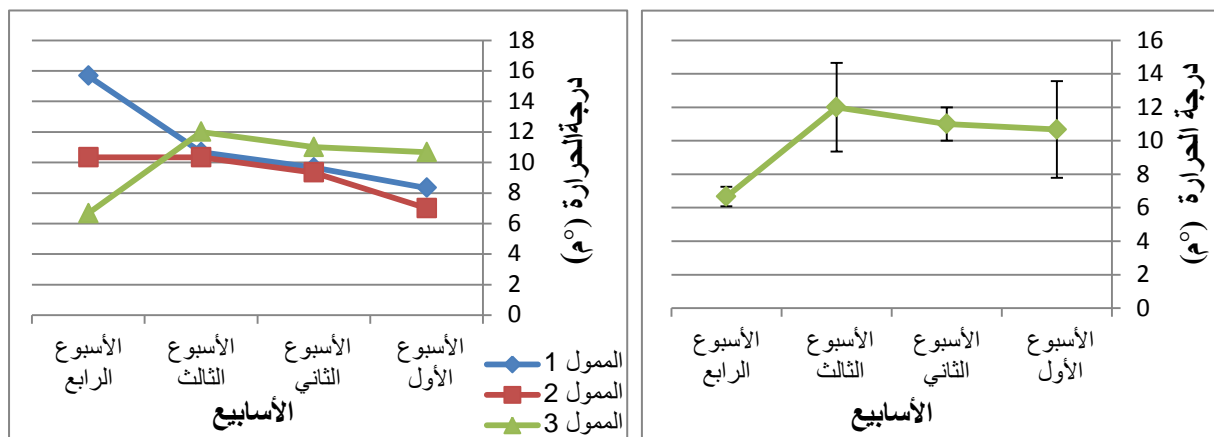 18
16
14
12
10
8
6
4
2
0
درجةالحرارة (°م)
الأسبوع الأول
الأسبوع الثاني
الأسبوع الثالث
الأسبوع الرابع
الأسابيع
الممول 1
الممول 2
الممول 3
16
14
12
10
8
6
4
2
0
درجة الحرارة (°م)
الأسبوع الأول
الأسبوع الثاني
الأسبوع الثالث
الأسبوع الرابع
الأسابيع